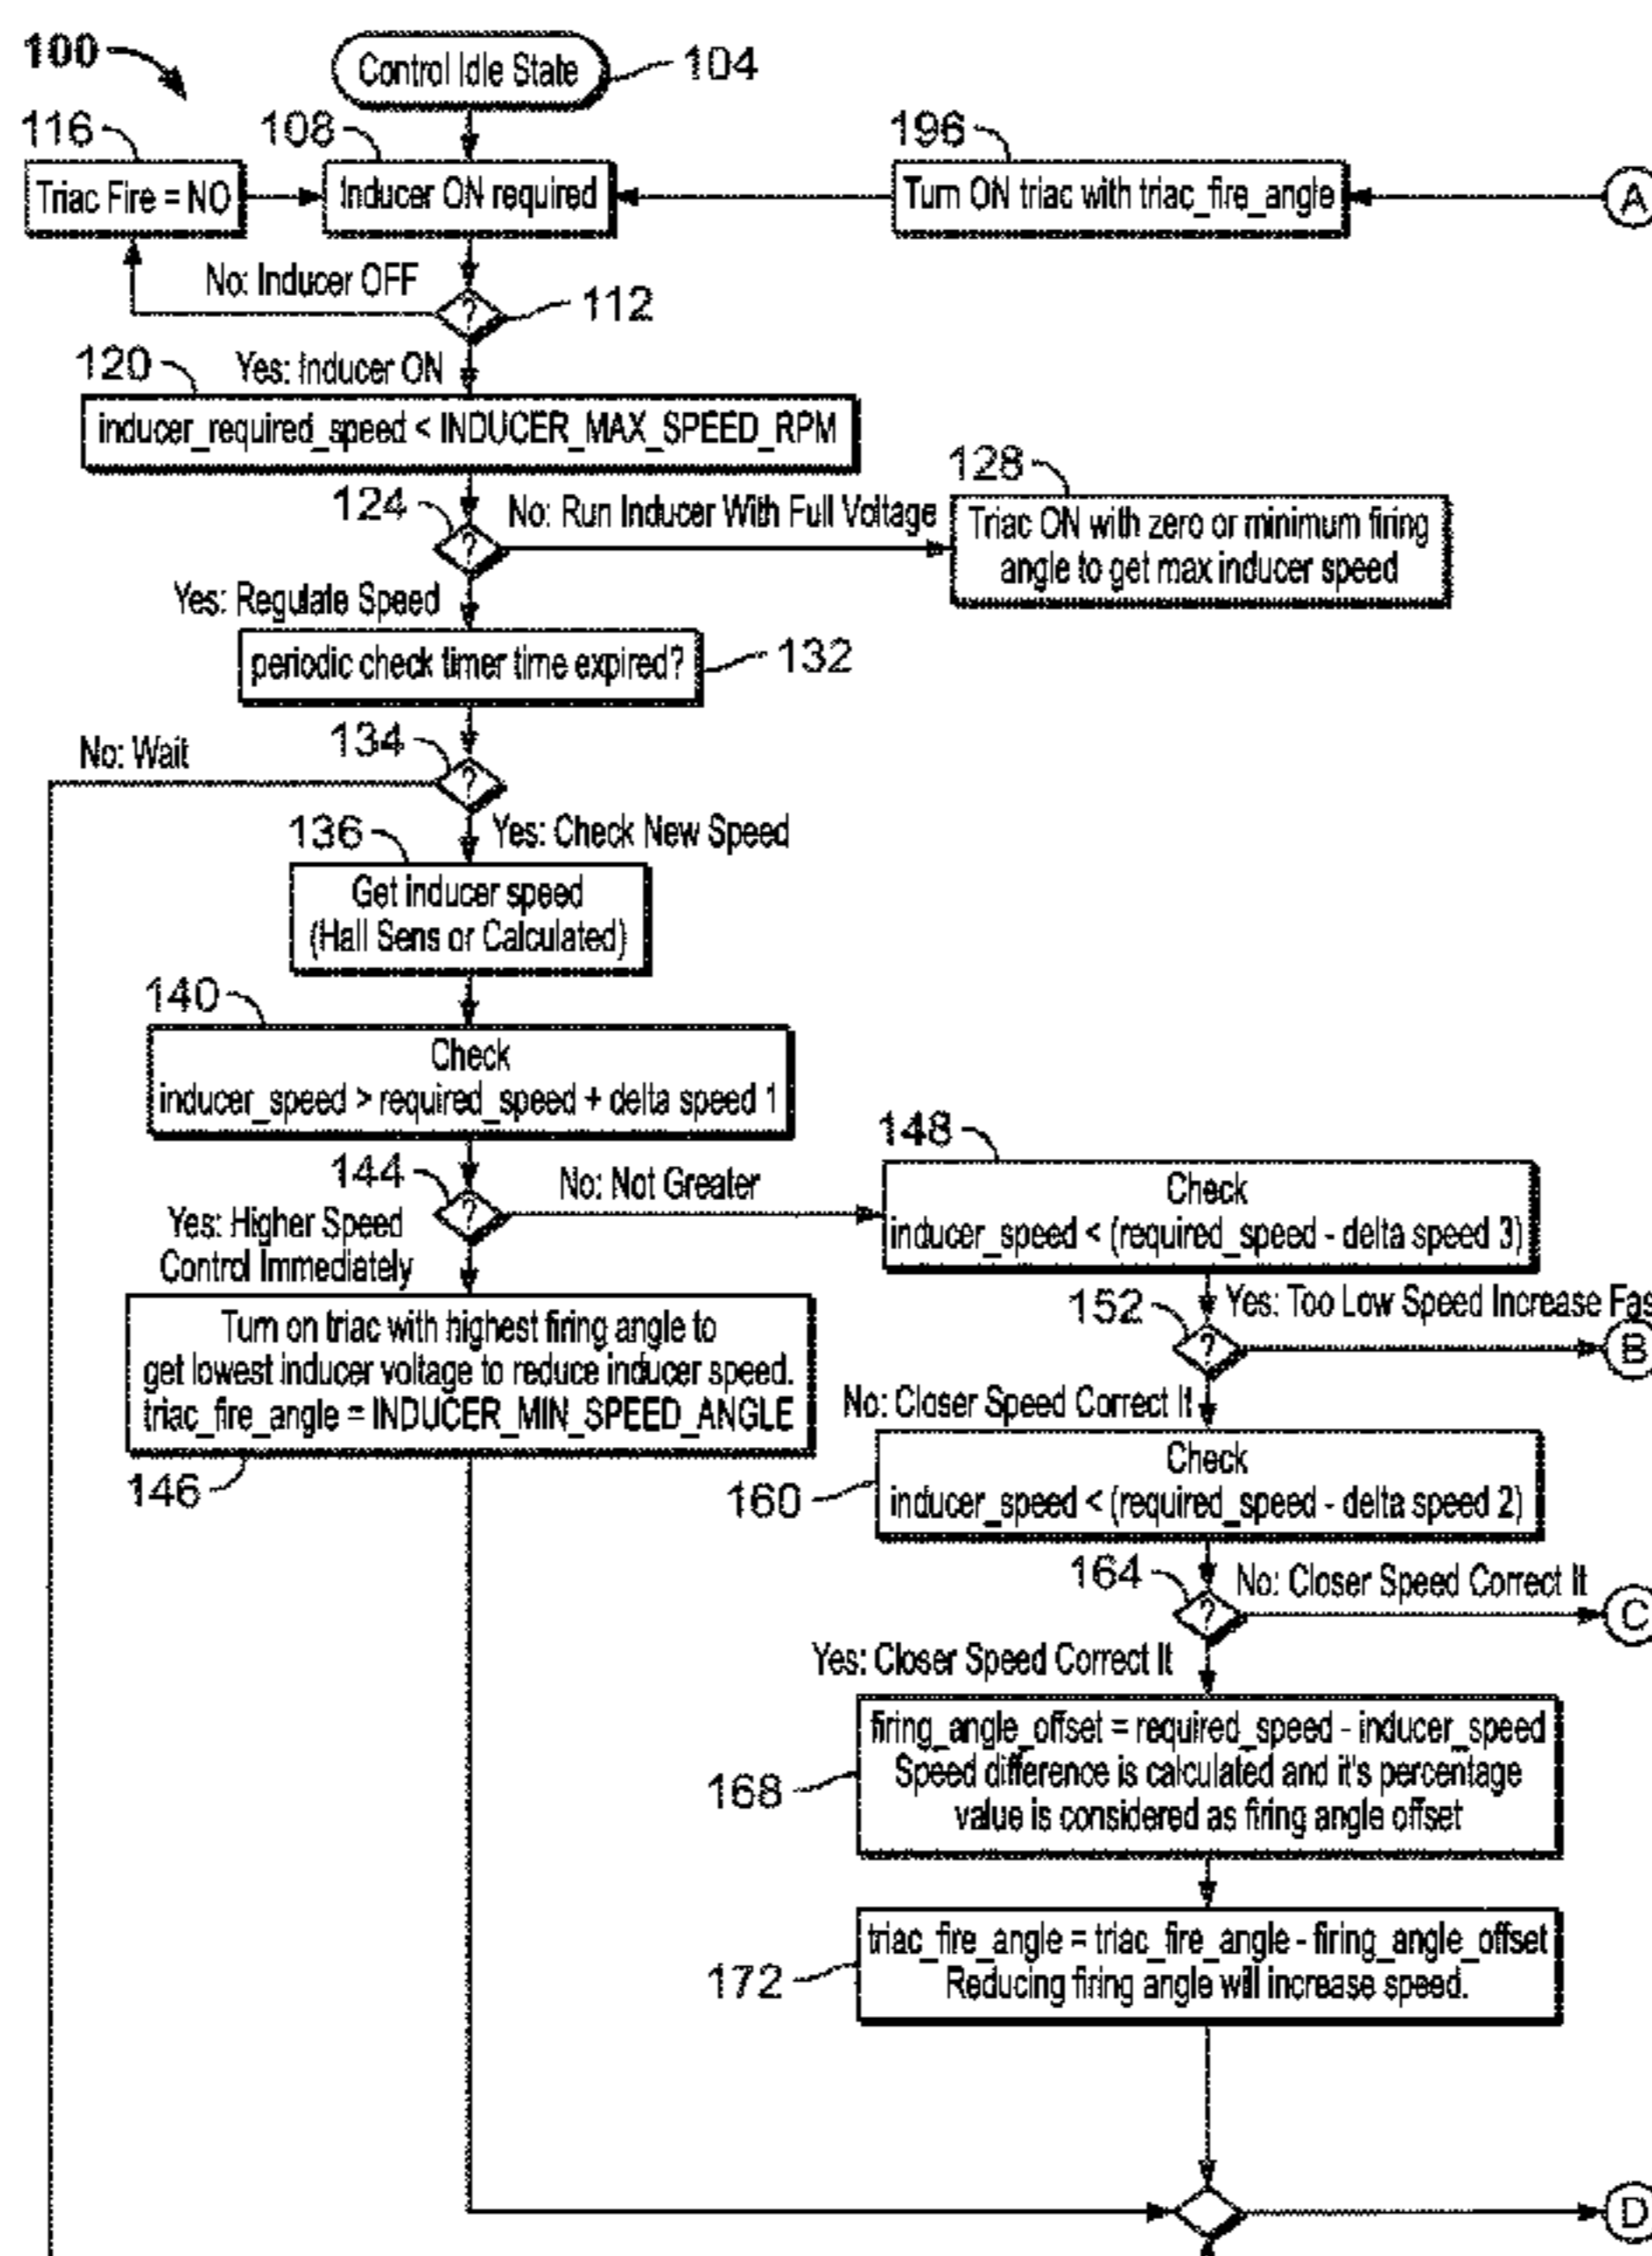 100
Control Idle State
104
116
108
196
Triac Fire = NO
Inducer ON required
Turn ON triac with triac_fire_angle
A
No: Inducer OFF
?
112
120
Yes: Inducer ON
inducer_required_speed < INDUCER_MAX_SPEED_RPM
124
?
No: Run Inducer With Full Voltage
128
Triac ON with zero or minimum firing
angle to get max inducer speed
Yes: Regulate Speed
periodic check timer time expired?
132
No: Wait
134
?
136
Yes: Check New Speed
Get inducer speed
(Hall Sens or Calculated)
140
Check
inducer_speed > required_speed + delta speed 1
144
?
No: Not Greater
148
Check
inducer_speed < (required_speed - delta speed 3)
Yes: Higher Speed
Control Immediately
152
?
Yes: Too Low Speed Increase Fas
B
Turn on triac with highest firing angle to
get lowest inducer voltage to reduce inducer speed.
triac_fire_angle = INDUCER_MIN_SPEED_ANGLE
146
No: Closer Speed Correct It
160
Check
inducer_speed < (required_speed - delta speed 2)
164
?
No: Closer Speed Correct It
C
Yes: Closer Speed Correct It
168
firing_angle_offset = required_speed - inducer_speed
Speed difference is calculated and it's percentage
value is considered as firing angle offset
172
triac_fire_angle = triac_fire_angle - firing_angle_offset
Reducing firing angle will increase speed.
D